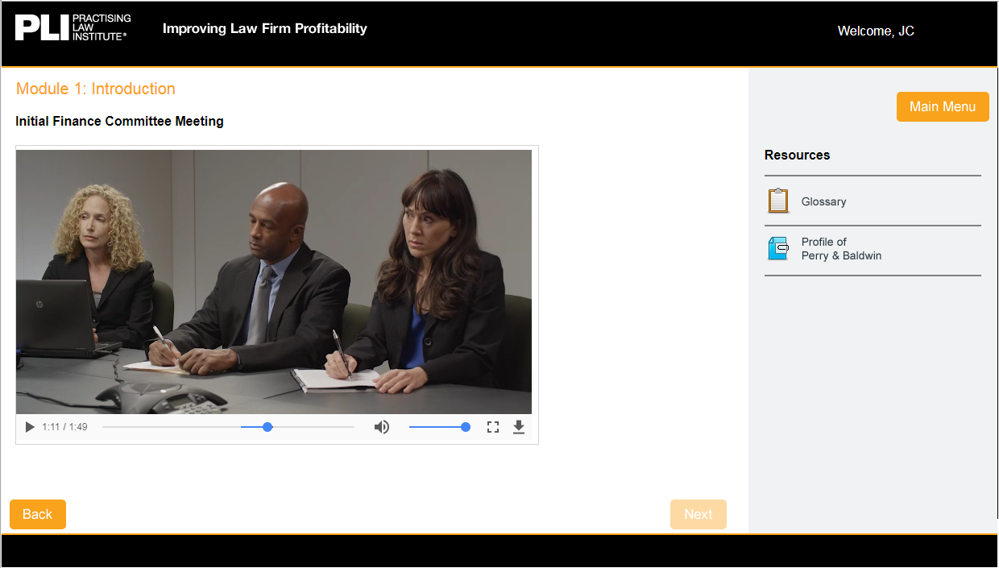 PLI PRACTISING
LAW
INSTITUTE®
Improving Law Firm Profitability
Welcome, JC
Module 1: Introduction
Initial Finance Committee Meeting
1:11 / 1:49
Back
Next
Main Menu
Resources
Glossary
Profile of
Perry & Baldwin